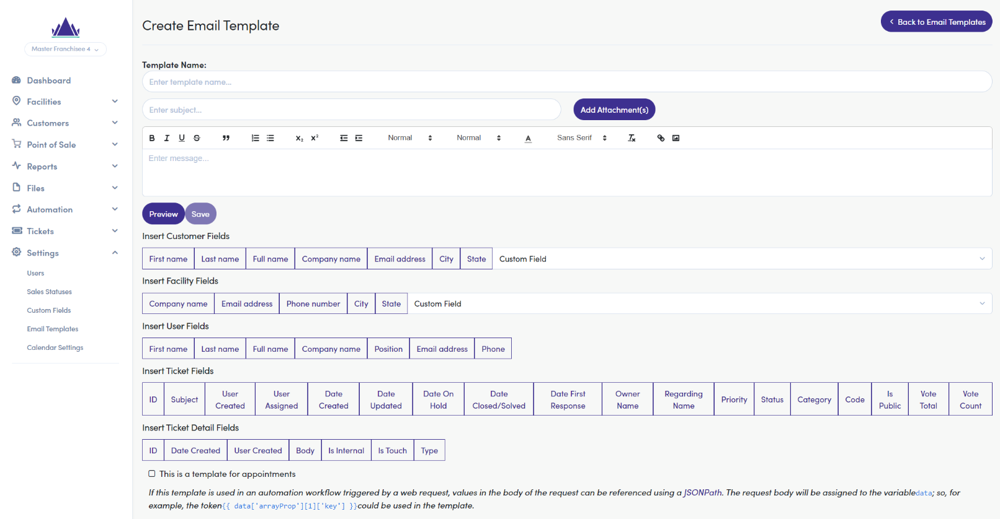 Create Email Template
Back to Email Templates
Master Franchisee 4
Dashboard
Facilities
Customers
Point of Sale
Reports
Files
Automation
Tickets
Settings
Users
Sales Statuses
Custom Fields
Email Templates
Calendar Settings
Template Name:
Enter template name...
Enter subject...
Add Attachment(s)
B I U S Normal Normal A Sans Serif
Enter message...
Preview Save
Insert Customer Fields
First name Last name Full name Company name Email address City State Custom Field
Insert Facility Fields
Company name Email address Phone number City State Custom Field
Insert User Fields
First name Last name Full name Company name Position Email address Phone
Insert Ticket Fields
ID Subject User Created User Assigned Date Created Date Updated Date On Hold Date Closed/Solved Date First Response Owner Name Regarding Name Priority Status Category Code Is Public Vote Total Vote Count
Insert Ticket Detail Fields
ID Date Created User Created Body Is Internal Is Touch Type
This is a template for appointments
If this template is used in an automation workflow triggered by a web request, values in the body of the request can be referenced using a JSONPath. The request body will be assigned to the variabledata; so, for
example, the token{{ data['arrayProp'][1]['key'] }}could be used in the template.